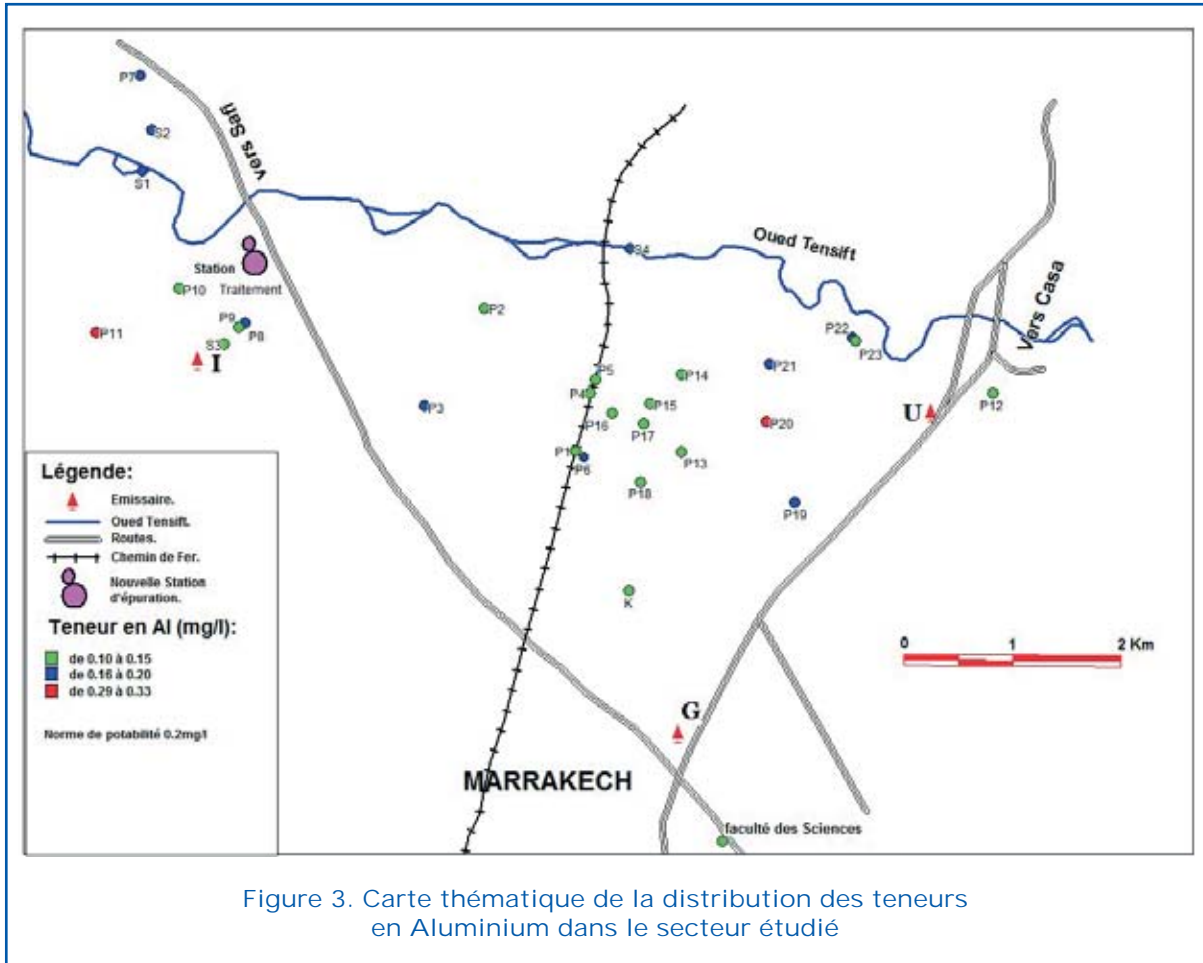 P7
vers Safi
S2
S1
Oued Tensift
S4
Station
Traitement
P10
P2
Vers Casa
P11
P9
P8
S3
I
P22
P23
P5
P14
P21
P4
P3
P15
P16
P17
P20
U
P12
P1
P6
P13
P18
P19
K
Légende:
Emissaire.
Oued Tensift.
Routes.
Chemin de Fer.
Nouvelle Station
d'épuration.
Teneur en Al (mg/l):
de 0.10 à 0.15
de 0.16 à 0.20
de 0.29 à 0.33
Norme de potabilité 0.2mg1
0 1 2 Km
G
MARRAKECH
faculté des Sciences
Figure 3. Carte thématique de la distribution des teneurs
en Aluminium dans le secteur étudié